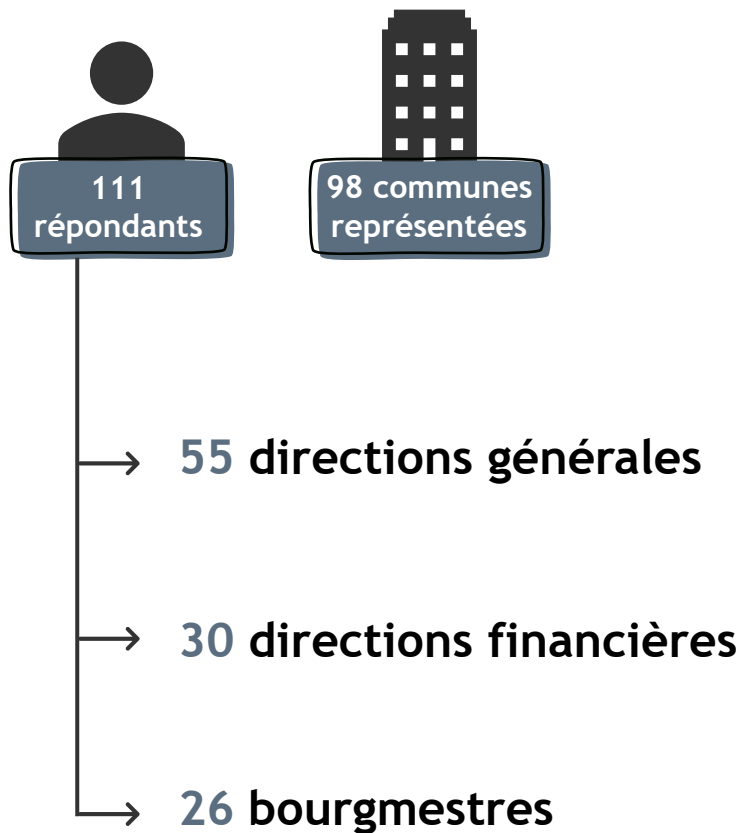 111
répondants
98 communes
représentées
55 directions générales
30 directions financières
26 bourgmestres